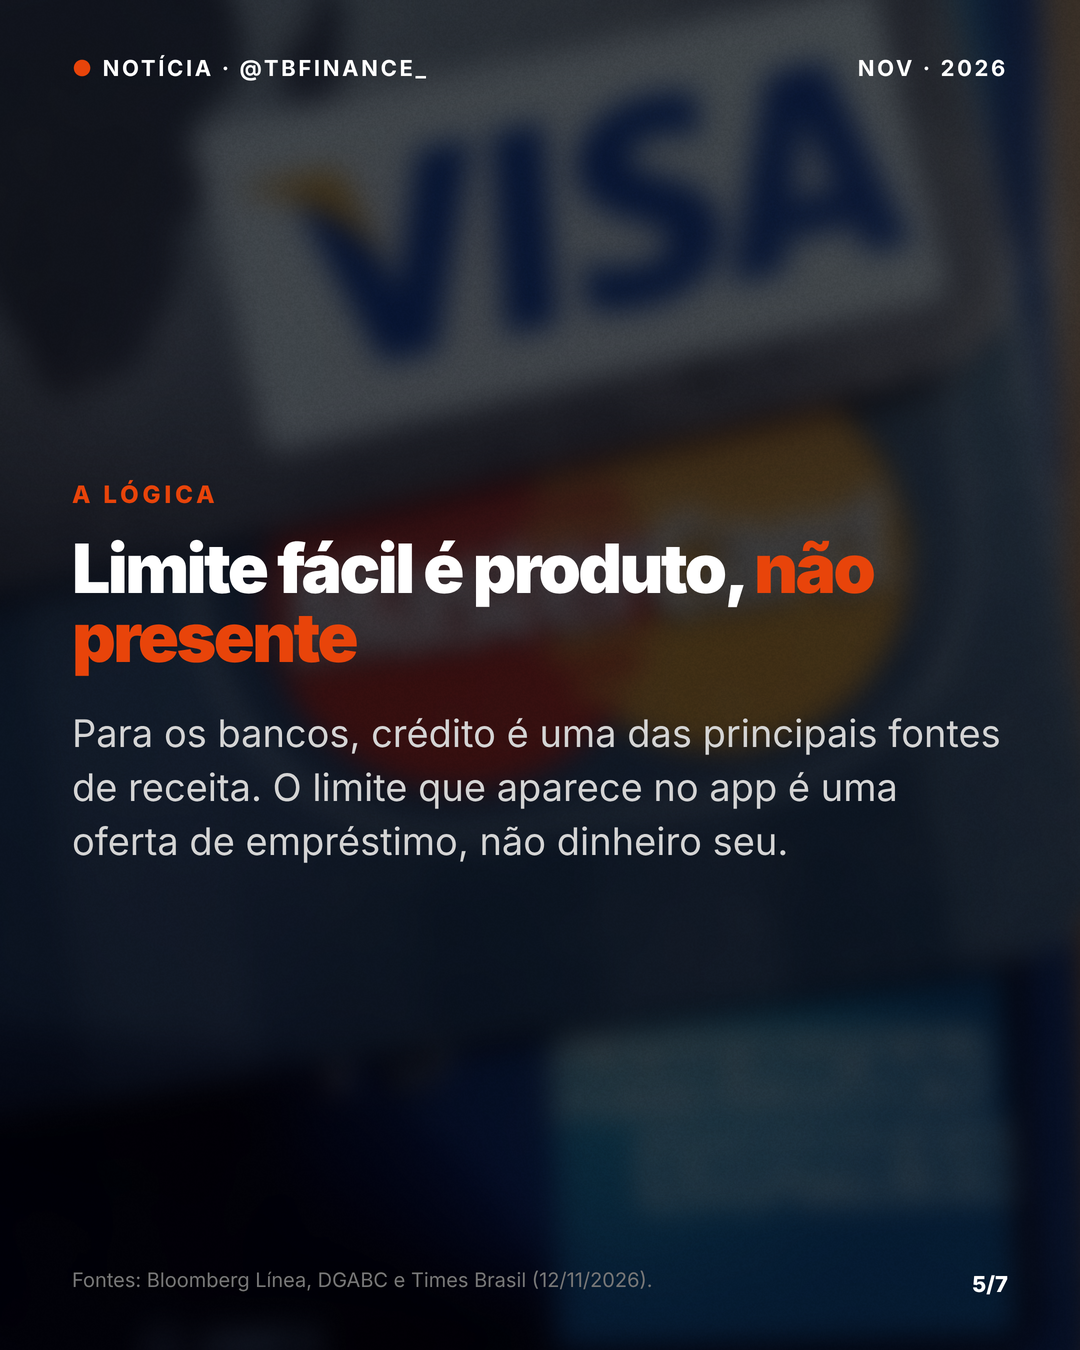 NOTÍCIA · @TBFINANCE_
NOV · 2026
VISA
A LÓGICA
Limite fácil é produto, não
presente
Para os bancos, crédito é uma das principais fontes
de receita. O limite que aparece no app é uma
oferta de empréstimo, não dinheiro seu.
Fontes: Bloomberg Línea, DGABC e Times Brasil (12/11/2026).
5/7